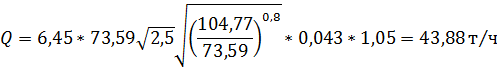 Q = 6,45 * 73,59√2,5 √((104,77/73,59)^0,8) * 0,043 * 1,05 = 43,88 т/ч